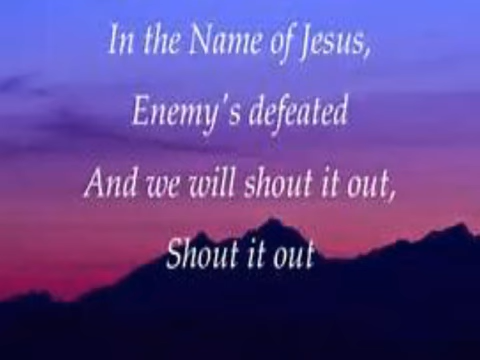 In the Name of Jesus,
Enemy's defeated
And we will shout it out,
Shout it out